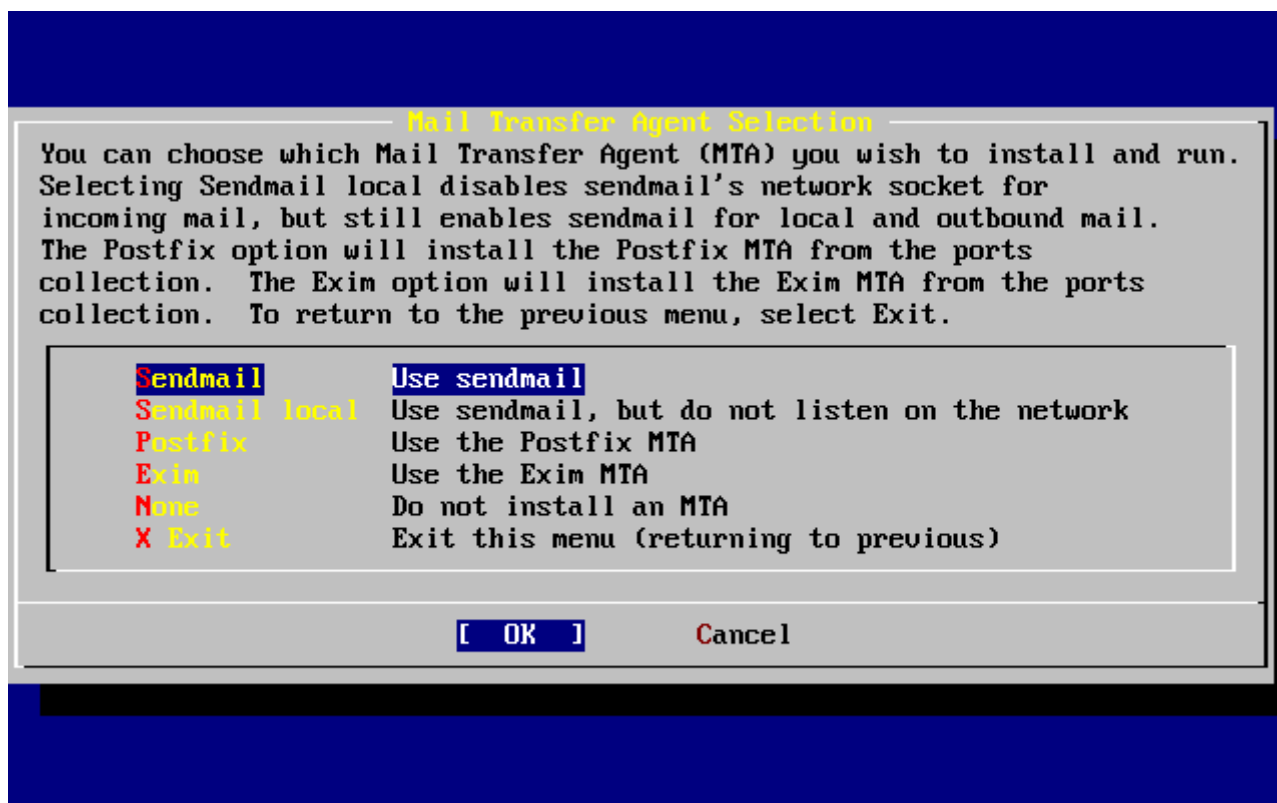 Mail Transfer Agent Selection
You can choose which Mail Transfer Agent (MTA) you wish to install and run.
Selecting Sendmail local disables sendmail's network socket for
incoming mail, but still enables sendmail for local and outbound mail.
The Postfix option will install the Postfix MTA from the ports
collection.  The Exim option will install the Exim MTA from the ports
collection.  To return to the previous menu, select Exit.
Sendmail Use sendmail
Sendmail local Use sendmail, but do not listen on the network
Postfix Use the Postfix MTA
Exim Use the Exim MTA
None Do not install an MTA
X Exit Exit this menu (returning to previous)
[ OK ] Cancel